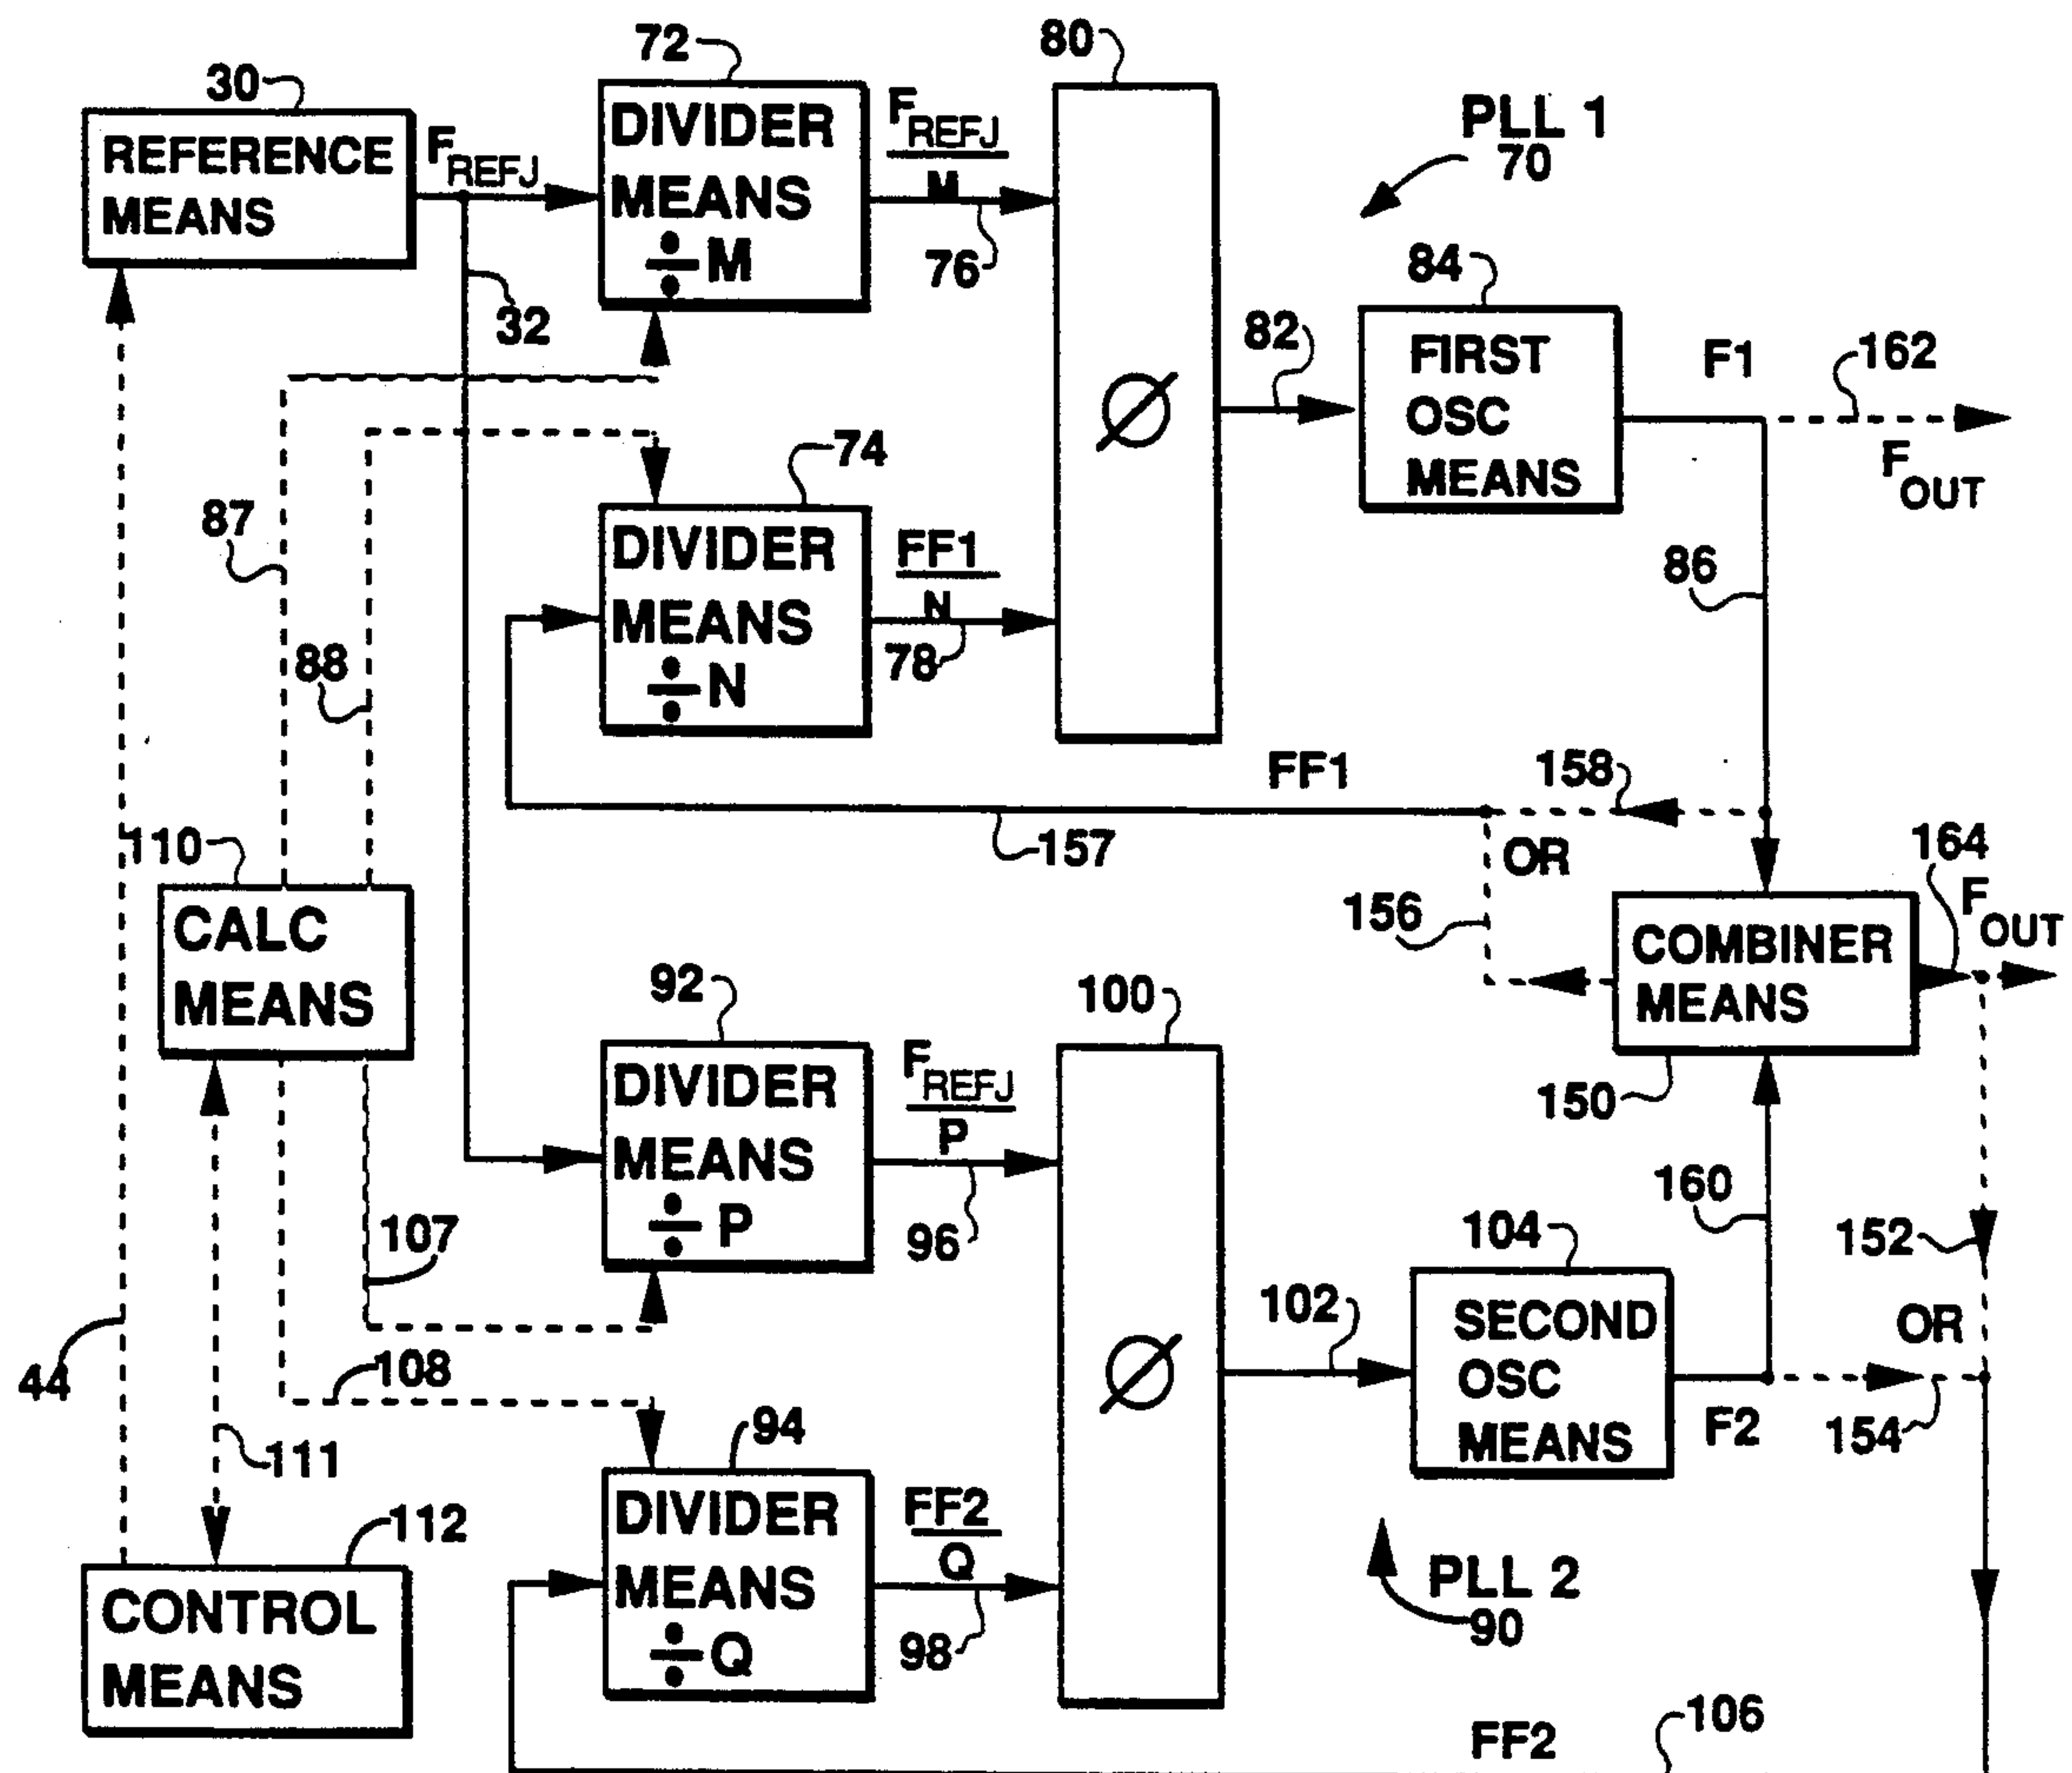 72
80
30
REFERENCE
MEANS
F REFJ
DIVIDER
MEANS
÷ M
F REFJ
M
76
32
PLL 1
70
84
82
FIRST
OSC
MEANS
F1
162
F OUT
87
88
74
DIVIDER
MEANS
÷ N
FF1
N
78
Ø
86
FF1
158
157
OR
156
164
F OUT
COMBINER
MEANS
150
110
CALC
MEANS
92
DIVIDER
MEANS
÷ P
F REFJ
P
96
100
160
152
107
104
102
SECOND
OSC
MEANS
OR
F2
154
Ø
44
108
111
94
DIVIDER
MEANS
÷ Q
FF2
Q
98
PLL 2
90
112
CONTROL
MEANS
FF2
106